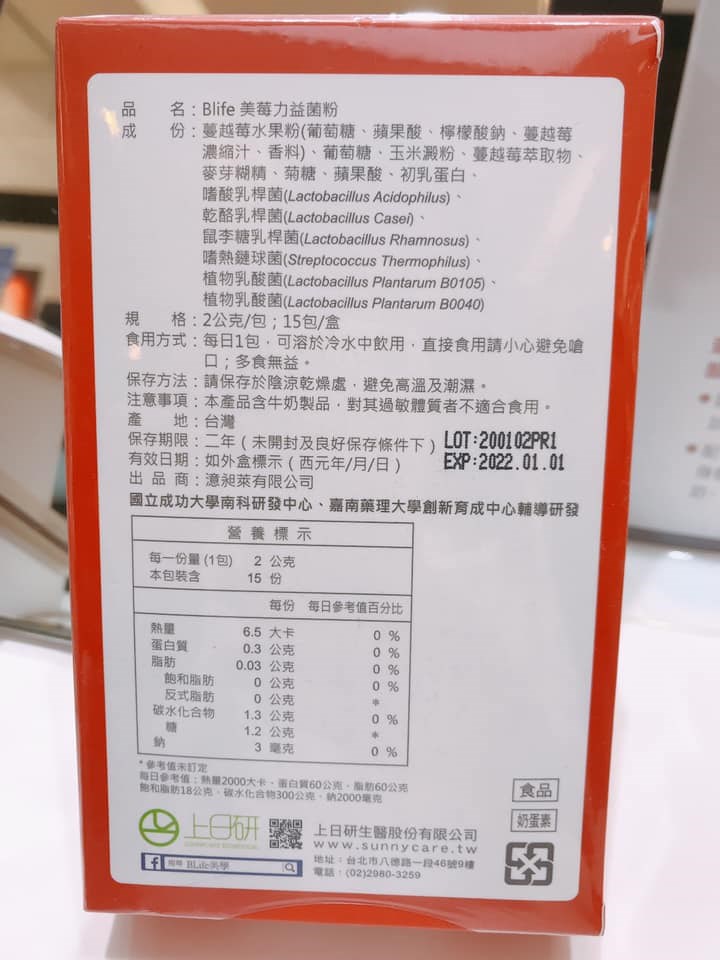 品　　名：Blife 美莓力益菌粉
成　　份：蔓越莓水果粉(葡萄糖、蘋果酸、檸檬酸鈉、蔓越莓
濃縮汁、香料)、葡萄糖、玉米澱粉、蔓越莓萃取物、
麥芽糊精、菊糖、蘋果酸、初乳蛋白、
嗜酸乳桿菌(Lactobacillus Acidophilus)、
乾酪乳桿菌(Lactobacillus Casei)、
鼠李糖乳桿菌(Lactobacillus Rhamnosus)、
嗜熱鏈球菌(Streptococcus Thermophilus)、
植物乳酸菌(Lactobacillus Plantarum B0105)、
植物乳酸菌(Lactobacillus Plantarum B0040)
規　　格：2公克/包；15包/盒
食用方式：每日1包，可溶於冷水中飲用，直接食用請小心避免嗆
口；多食無益。
保存方法：請保存於陰涼乾燥處，避免高溫及潮濕。
注意事項：本產品含牛奶製品，對其過敏體質者不適合食用。
產　　地：台灣
保存期限：二年（未開封及良好保存條件下）LOT:200102PR1
有效日期：如外盒標示（西元年/月/日） EXP:2022.01.01
出 品 商：澺昶萊有限公司
國立成功大學南科研發中心、嘉南藥理大學創新育成中心輔導研發
營養標示
每一份量(1包) 2 公克
本包裝含 15 份
每份 每日參考值百分比
熱量 6.5 大卡 0 %
蛋白質 0.3 公克 0 %
脂肪 0.03 公克 0 %
飽和脂肪 0 公克 0 %
反式脂肪 0 公克 *
碳水化合物 1.3 公克 0 %
糖 1.2 公克 *
鈉 3 毫克 0 %
*參考值未訂定
每日參考值：熱量2000大卡、蛋白質60公克、脂肪60公克
飽和脂肪18公克、碳水化合物300公克、鈉2000毫克
食品
奶蛋素
上日研
上日研生醫股份有限公司
www.sunnycare.tw
地址：台北市八德路一段46號9樓
電話：(02)2980-3259
f 搜尋 BLife美學